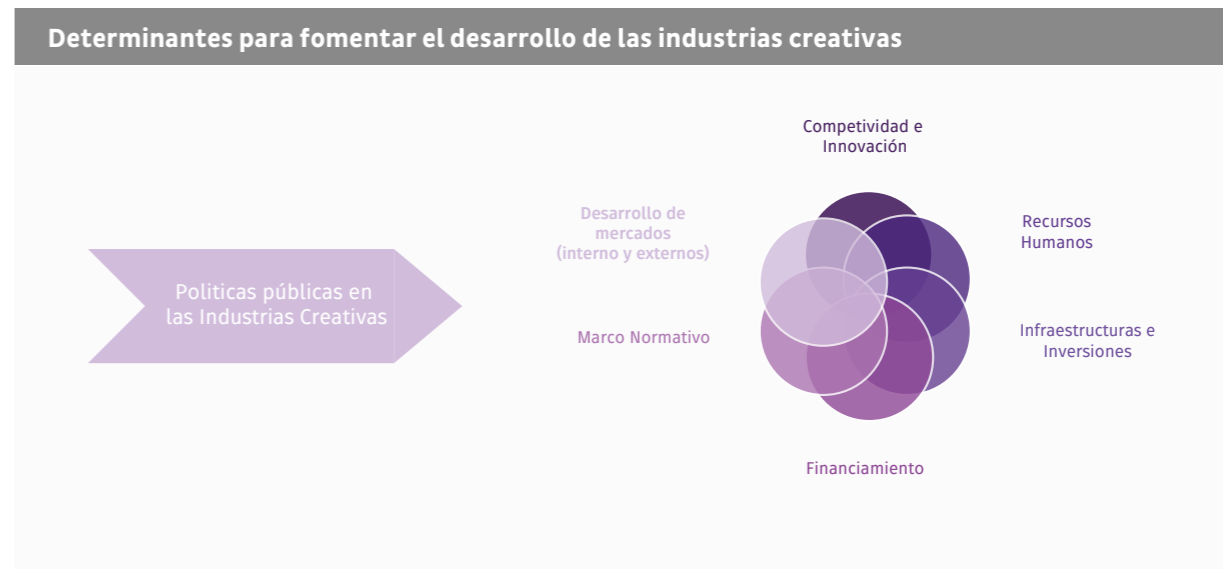 Determinantes para fomentar el desarrollo de las industrias creativas
Competividad e
Innovación
Desarrollo de
mercados
(interno y externos)
Recursos
Humanos
Politicas públicas en
las Industrias Creativas
Marco Normativo
Infraestructuras e
Inversiones
Financiamiento